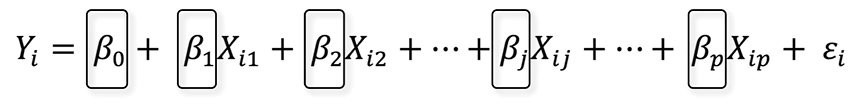 Yᵢ = β₀ + β₁Xᵢ₁ + β₂Xᵢ₂ + ⋯ + βⱼXᵢⱼ + ⋯ + βₚXᵢₚ + εᵢ